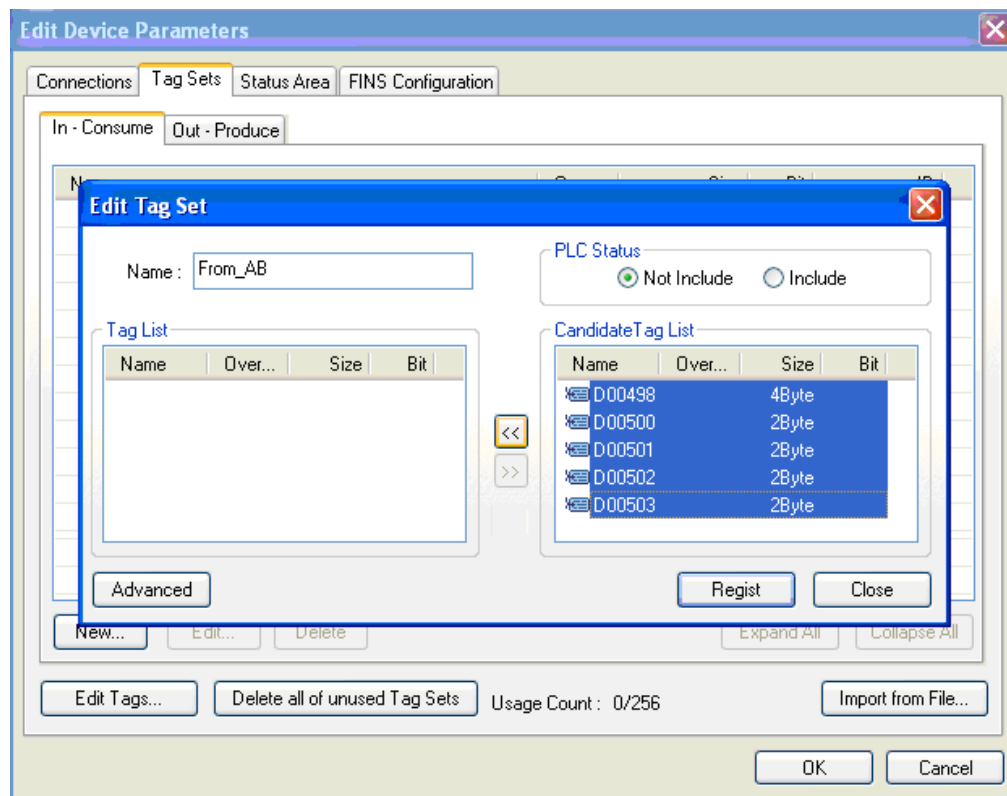 Edit Device Parameters
Connections Tag Sets Status Area FINS Configuration
In - Consume Out - Produce
Edit Tag Set
Name : From_AB
PLC Status
Not Include Include
Tag List
Name Over... Size Bit
<<
>>
CandidateTag List
Name Over... Size Bit
D00498 4Byte
D00500 2Byte
D00501 2Byte
D00502 2Byte
D00503 2Byte
Advanced Regist Close
New... Edit... Delete Expand All Collapse All
Edit Tags... Delete all of unused Tag Sets Usage Count : 0/256 Import from File...
OK Cancel